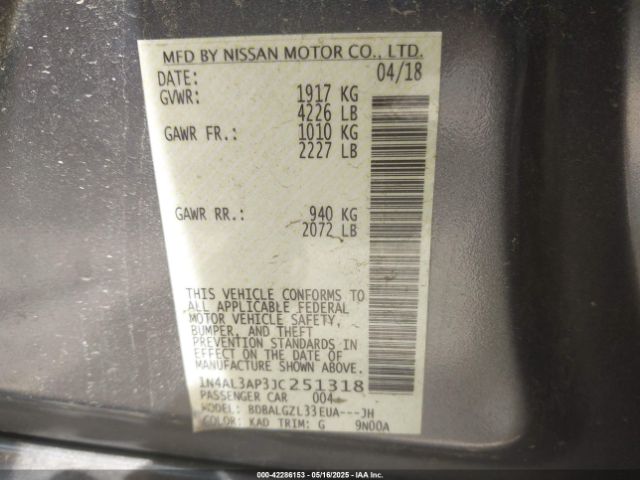 MFD BY NISSAN MOTOR CO., LTD.
DATE: 04/18
GVWR: 1917 KG
4226 LB
GAWR FR.: 1010 KG
2227 LB
GAWR RR.: 940 KG
2072 LB
THIS VEHICLE CONFORMS TO
ALL APPLICABLE FEDERAL
MOTOR VEHICLE SAFETY,
BUMPER, AND THEFT
PREVENTION STANDARDS IN
EFFECT ON THE DATE OF
MANUFACTURE SHOWN ABOVE.
1N4AL3AP3JC251318
PASSENGER CAR 004
MODEL: BDBALGZL33EUA---JH
COLOR: KAD TRIM: G 9N00A
000-42286153 - 05/16/2025 - © IAA Holdings, LLC